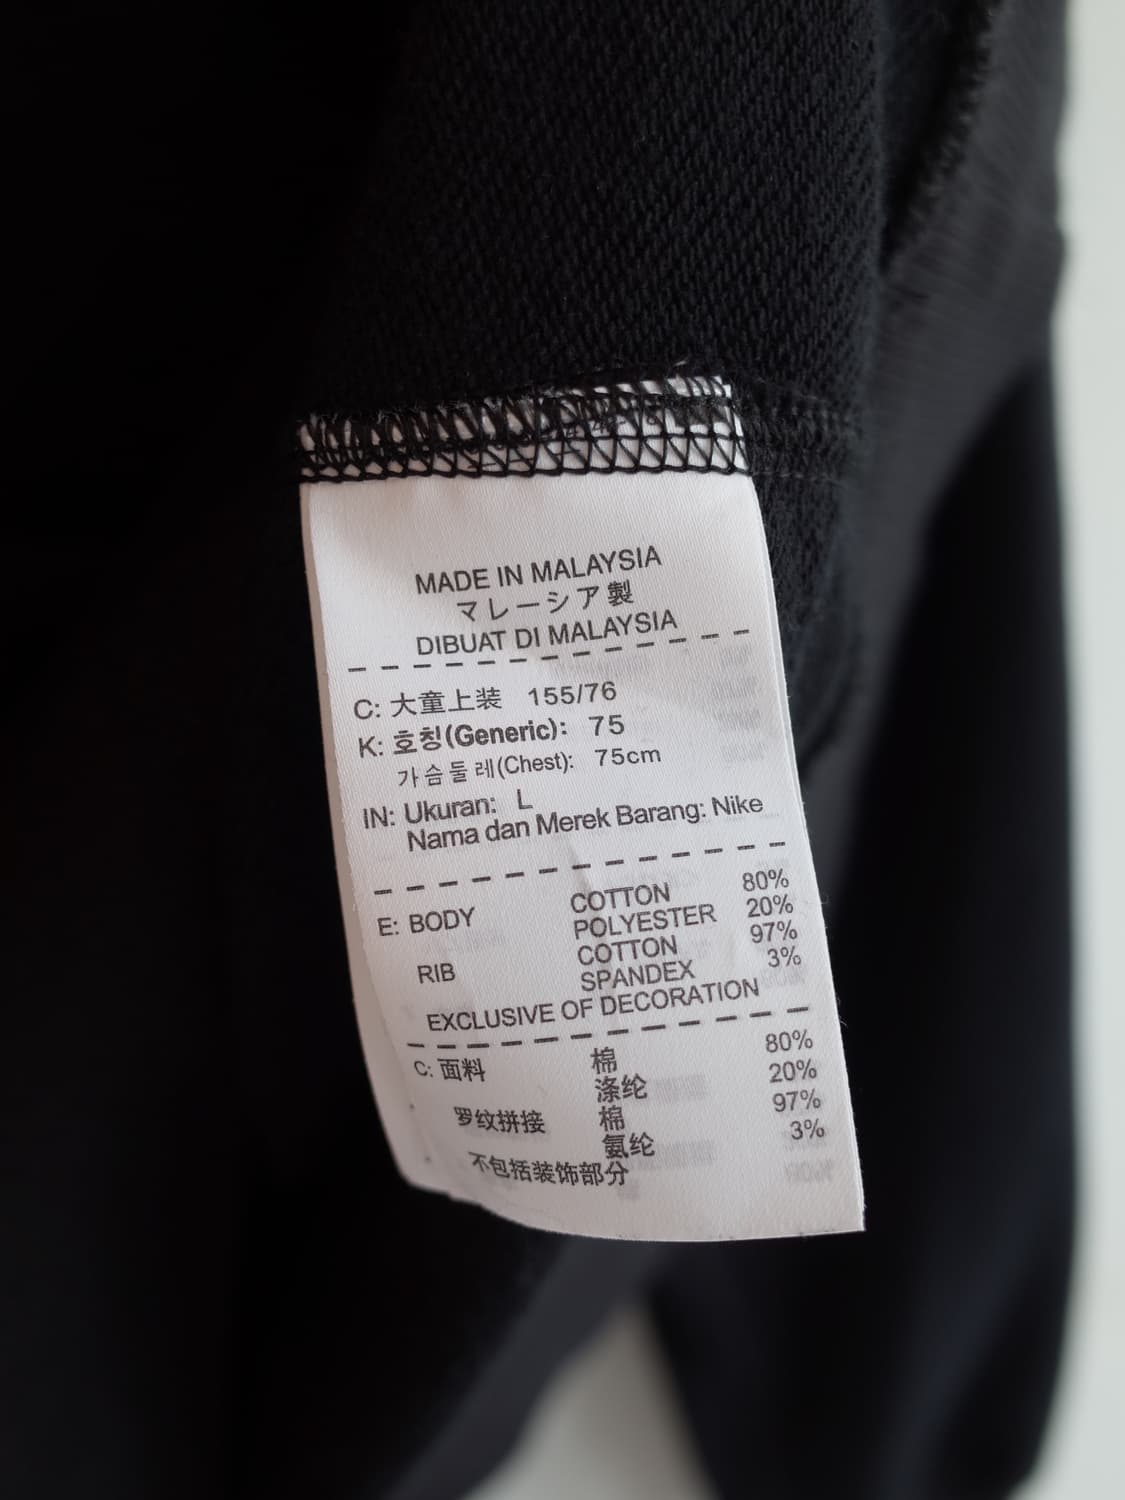 MADE IN MALAYSIA
マレーシア製
DIBUAT DI MALAYSIA
C: 大童上装 155/76
K: 호칭(Generic): 75
가슴둘레(Chest): 75cm
IN: Ukuran: L
Nama dan Merek Barang: Nike
E: BODY COTTON 80%
POLYESTER 20%
RIB COTTON 97%
SPANDEX 3%
EXCLUSIVE OF DECORATION
C: 面料 棉 80%
涤纶 20%
罗纹拼接 棉 97%
氨纶 3%
不包括装饰部分